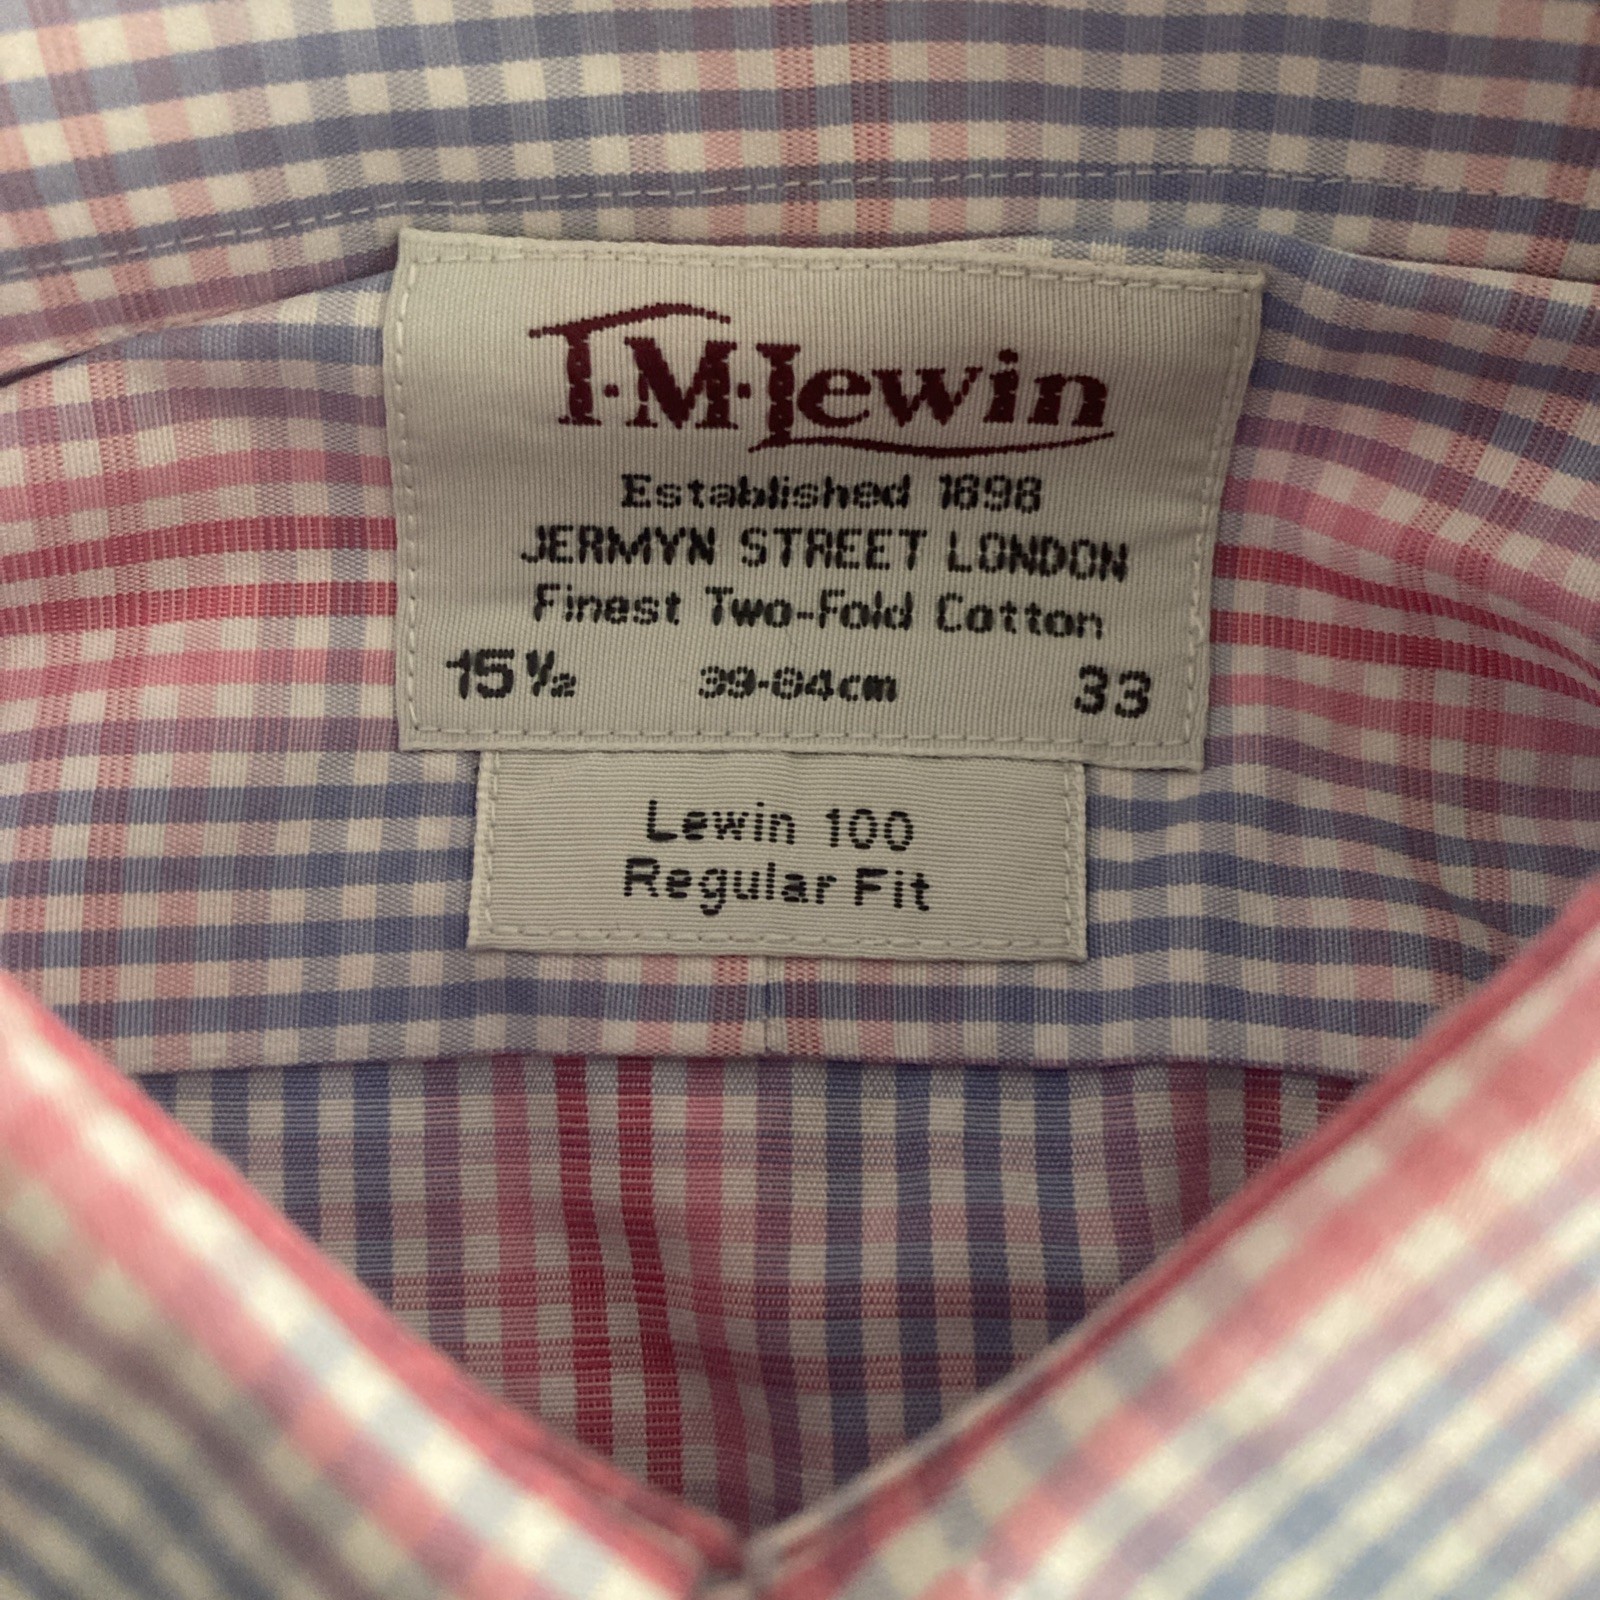 T·M·Lewin
Established 1898
JERMYN STREET LONDON
Finest Two-Fold Cotton
15½ 39-84cm 33
Lewin 100
Regular Fit